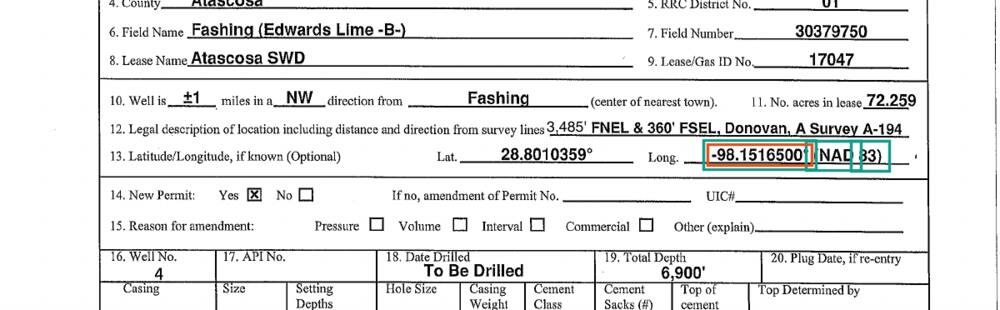 4. County Atascosa 5. RRC District No. 01
6. Field Name Fashing (Edwards Lime -B-) 7. Field Number 30379750
8. Lease Name Atascosa SWD 9. Lease/Gas ID No. 17047
10. Well is ±1 miles in a NW direction from Fashing (center of nearest town). 11. No. acres in lease 72.259
12. Legal description of location including distance and direction from survey lines 3,485' FNEL & 360' FSEL, Donovan, A Survey A-194
13. Latitude/Longitude, if known (Optional) Lat. 28.8010359° Long. -98.1516500° (NAD 83)
14. New Permit: Yes ☒ No ☐ If no, amendment of Permit No. UIC#
15. Reason for amendment: Pressure ☐ Volume ☐ Interval ☐ Commercial ☐ Other (explain)
16. Well No. 17. API No. 18. Date Drilled 19. Total Depth 20. Plug Date, if re-entry
4 To Be Drilled 6,900'
Casing Size Setting Hole Size Casing Cement Cement Top of Top Determined by
Depths Weight Class Sacks (#) cement